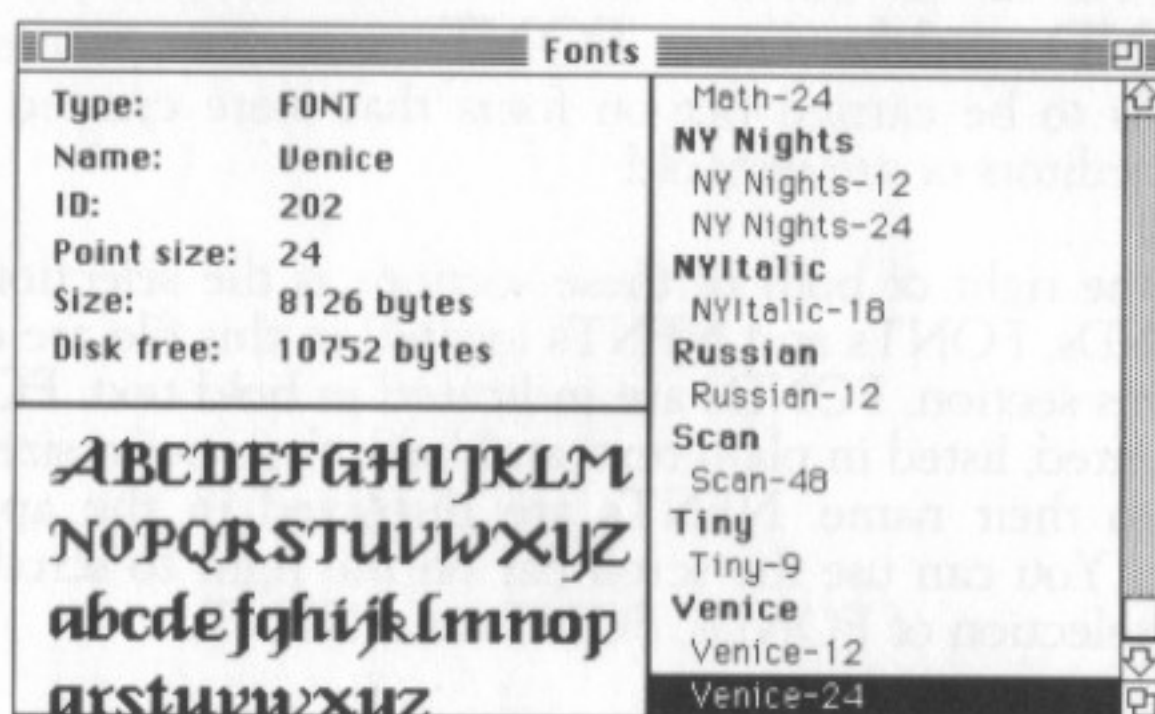 Fonts
Type: FONT
Name: Venice
ID: 202
Point size: 24
Size: 8126 bytes
Disk free: 10752 bytes
ABCDEFGHIJKLM
NOPQRSTUVWXYZ
abcdefghijklmnop
qrstuvwxyz
Math-24
NY Nights
NY Nights-12
NY Nights-24
NYItalic
NYItalic-18
Russian
Russian-12
Scan
Scan-48
Tiny
Tiny-9
Venice
Venice-12
Venice-24